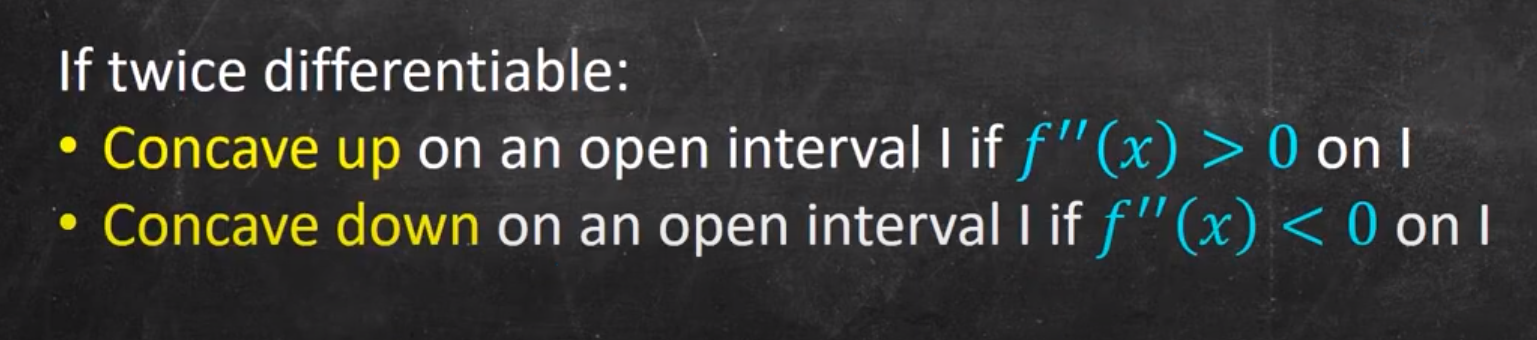 If twice differentiable:
• Concave up on an open interval I if f''(x) > 0 on I
• Concave down on an open interval I if f''(x) < 0 on I